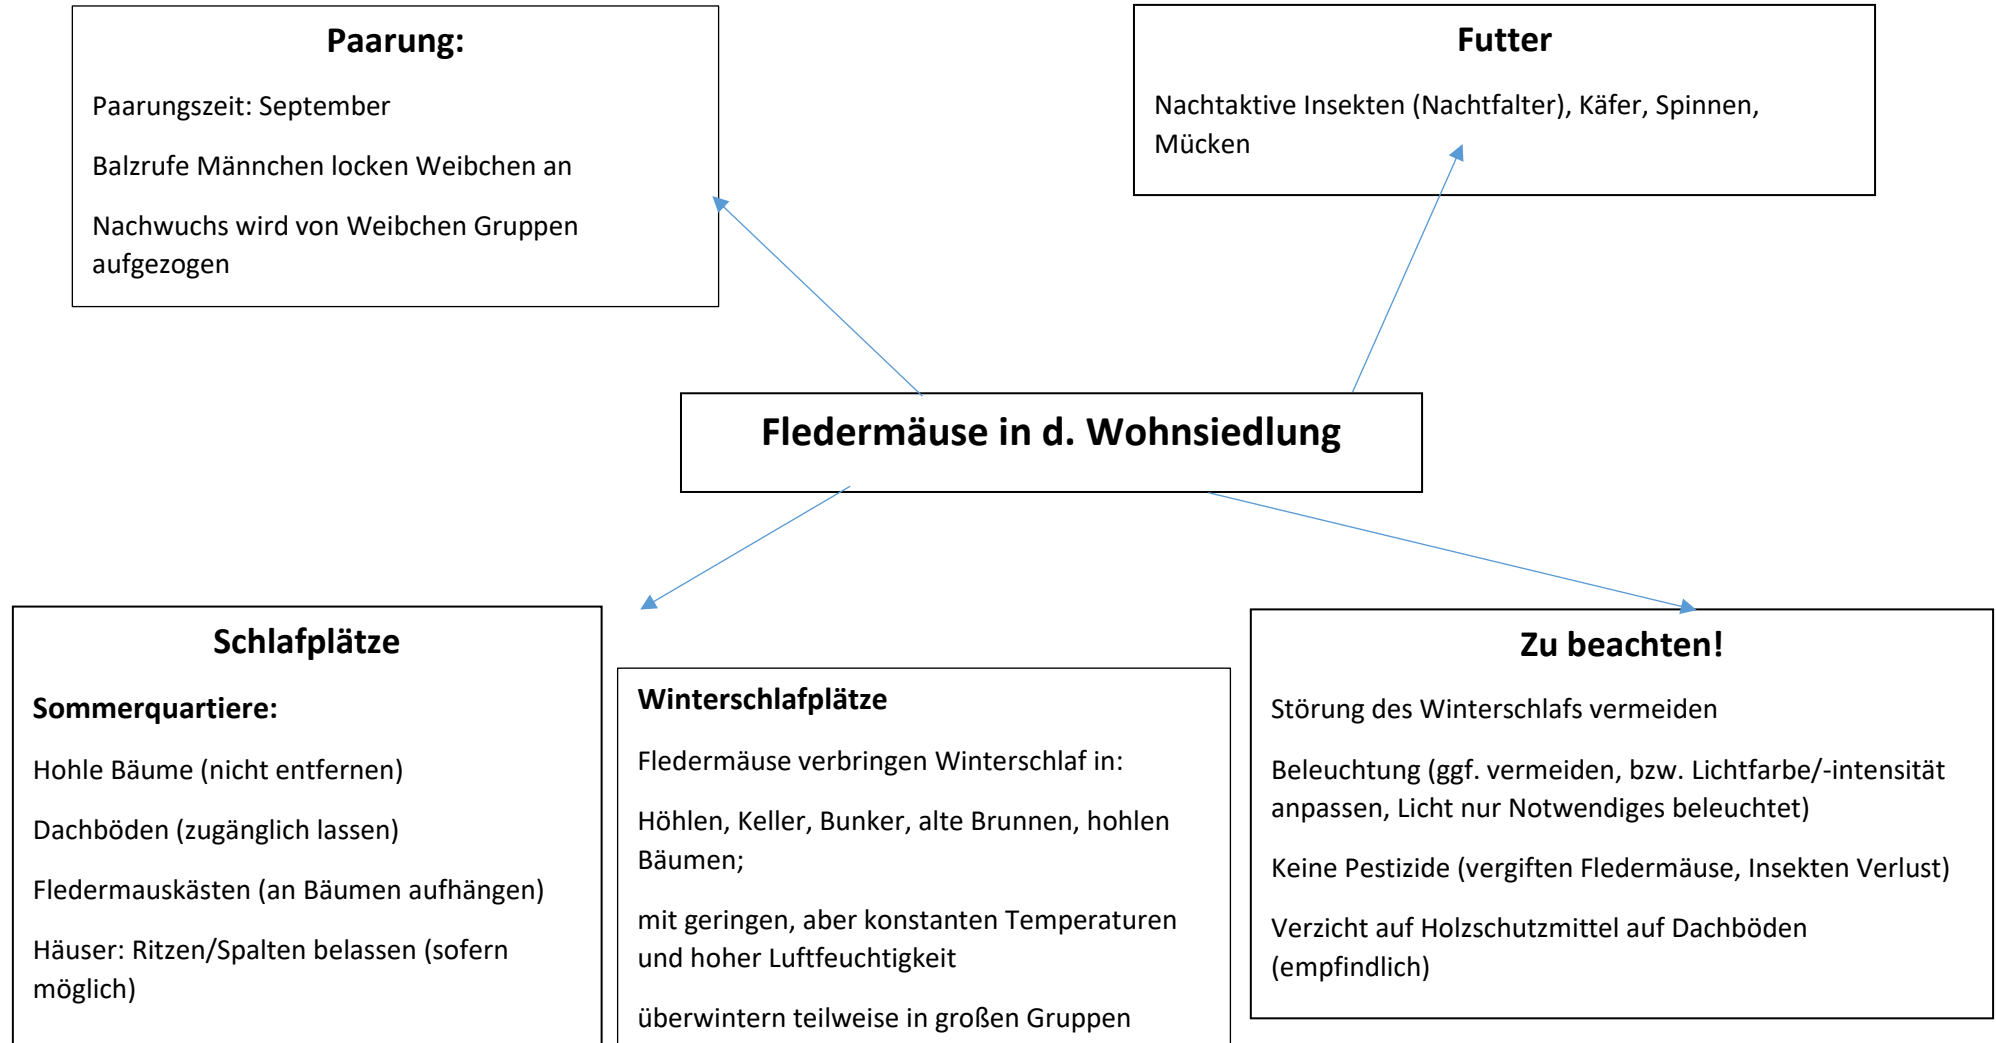 Paarung:
Paarungszeit: September
Balzrufe Männchen locken Weibchen an
Nachwuchs wird von Weibchen Gruppen
aufgezogen
Futter
Nachtaktive Insekten (Nachtfalter), Käfer, Spinnen,
Mücken
Fledermäuse in d. Wohnsiedlung
Schlafplätze
Sommerquartiere:
Hohle Bäume (nicht entfernen)
Dachböden (zugänglich lassen)
Fledermauskästen (an Bäumen aufhängen)
Häuser: Ritzen/Spalten belassen (sofern
möglich)
Winterschlafplätze
Fledermäuse verbringen Winterschlaf in:
Höhlen, Keller, Bunker, alte Brunnen, hohlen
Bäumen;
mit geringen, aber konstanten Temperaturen
und hoher Luftfeuchtigkeit
überwintern teilweise in großen Gruppen
Zu beachten!
Störung des Winterschlafs vermeiden
Beleuchtung (ggf. vermeiden, bzw. Lichtfarbe/-intensität
anpassen, Licht nur Notwendiges beleuchtet)
Keine Pestizide (vergiften Fledermäuse, Insekten Verlust)
Verzicht auf Holzschutzmittel auf Dachböden
(empfindlich)